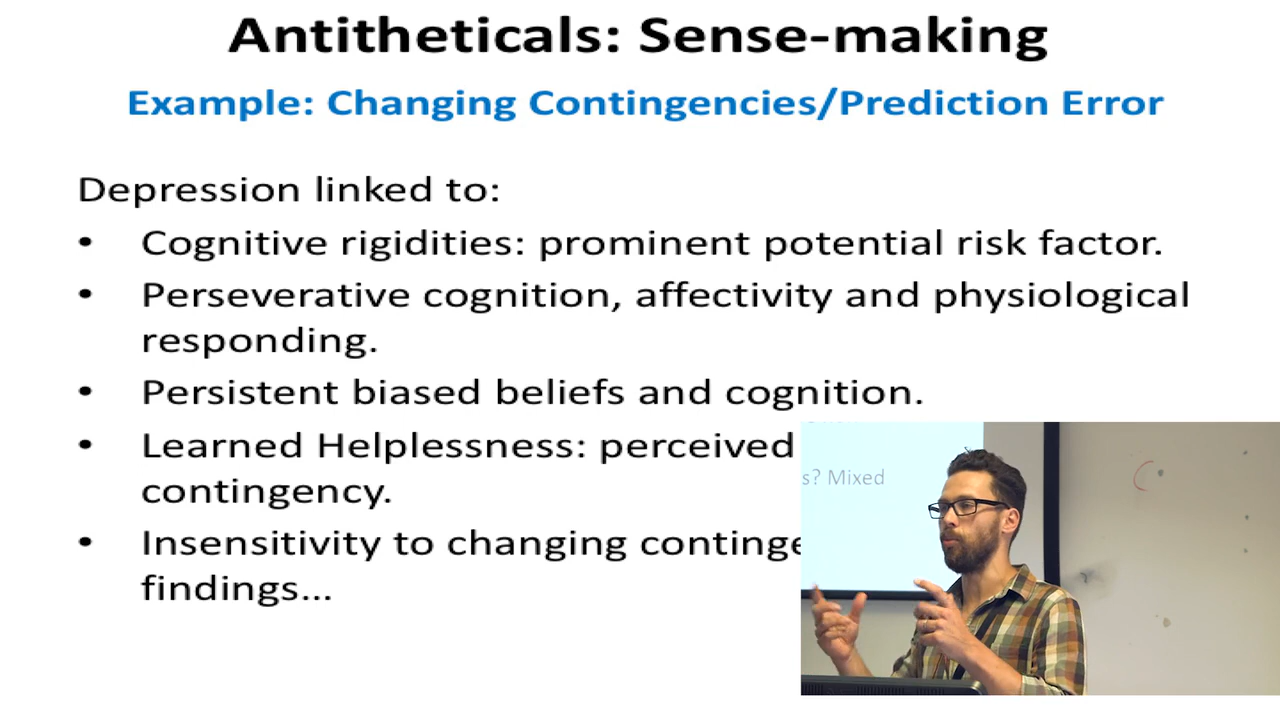 Antitheticals: Sense-making
Example: Changing Contingencies/Prediction Error
Depression linked to:
• Cognitive rigidities: prominent potential risk factor.
• Perseverative cognition, affectivity and physiological
responding.
• Persistent biased beliefs and cognition.
• Learned Helplessness: perceived
contingency.
• Insensitivity to changing continge
findings...
s? Mixed